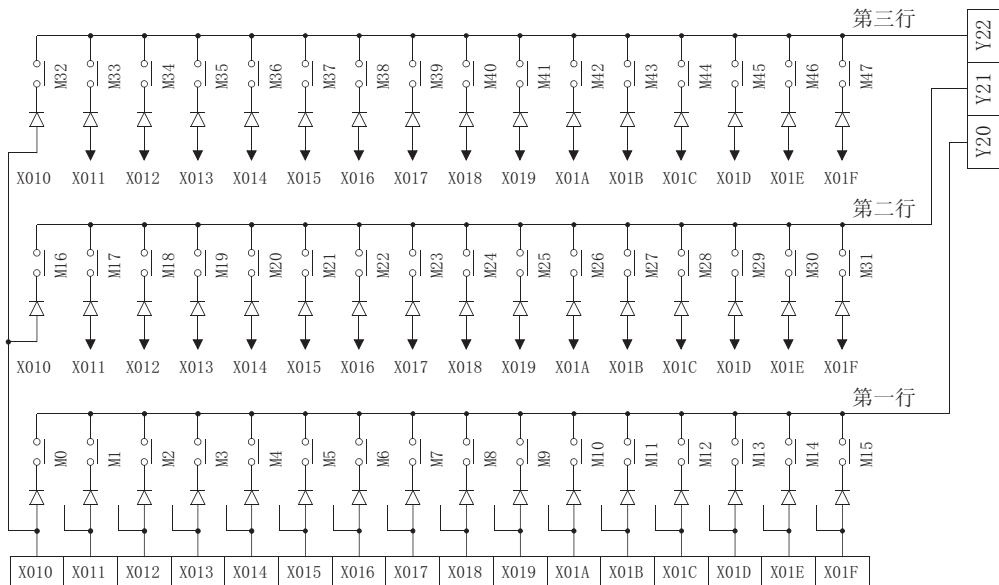 第三行
Y22
M32 M33 M34 M35 M36 M37 M38 M39 M40 M41 M42 M43 M44 M45 M46 M47
Y21
Y20
X010 X011 X012 X013 X014 X015 X016 X017 X018 X019 X01A X01B X01C X01D X01E X01F
第二行
M16 M17 M18 M19 M20 M21 M22 M23 M24 M25 M26 M27 M28 M29 M30 M31
X010 X011 X012 X013 X014 X015 X016 X017 X018 X019 X01A X01B X01C X01D X01E X01F
第一行
M0 M1 M2 M3 M4 M5 M6 M7 M8 M9 M10 M11 M12 M13 M14 M15
X010 X011 X012 X013 X014 X015 X016 X017 X018 X019 X01A X01B X01C X01D X01E X01F